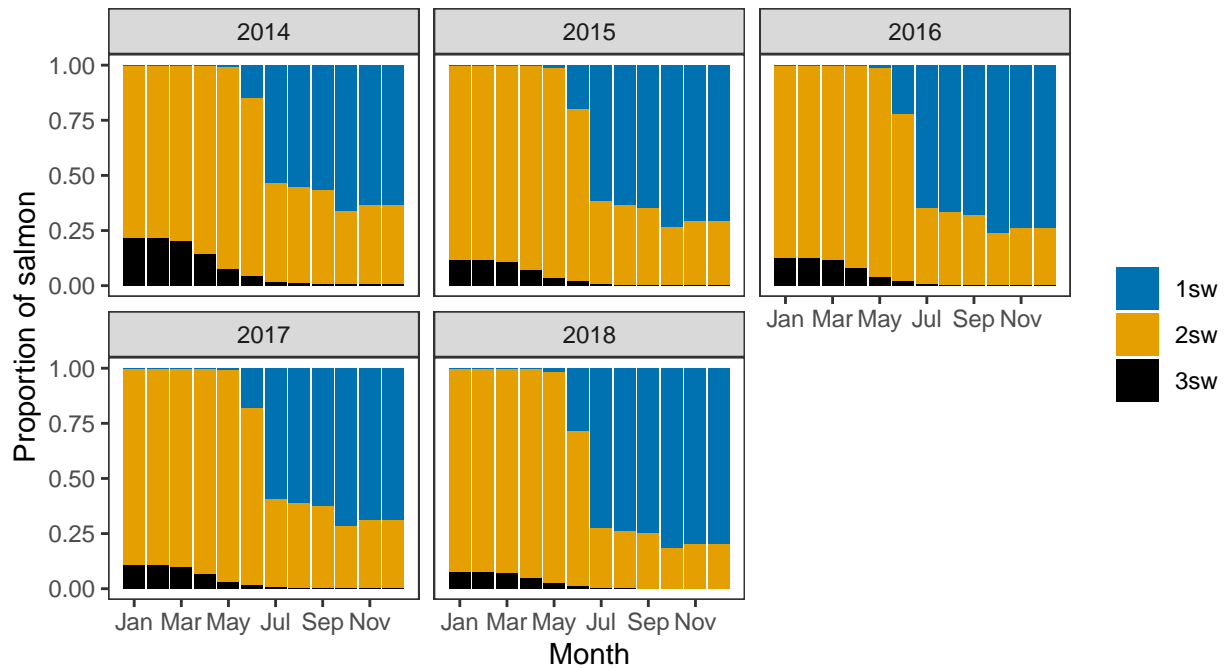 2014
2015
2016
Proportion of salmon
1.00
0.75
0.50
0.25
0.00
Jan Mar May Jul Sep Nov
2017
2018
1.00
0.75
0.50
0.25
0.00
Jan Mar May Jul Sep Nov
Jan Mar May Jul Sep Nov
Month
1sw
2sw
3sw